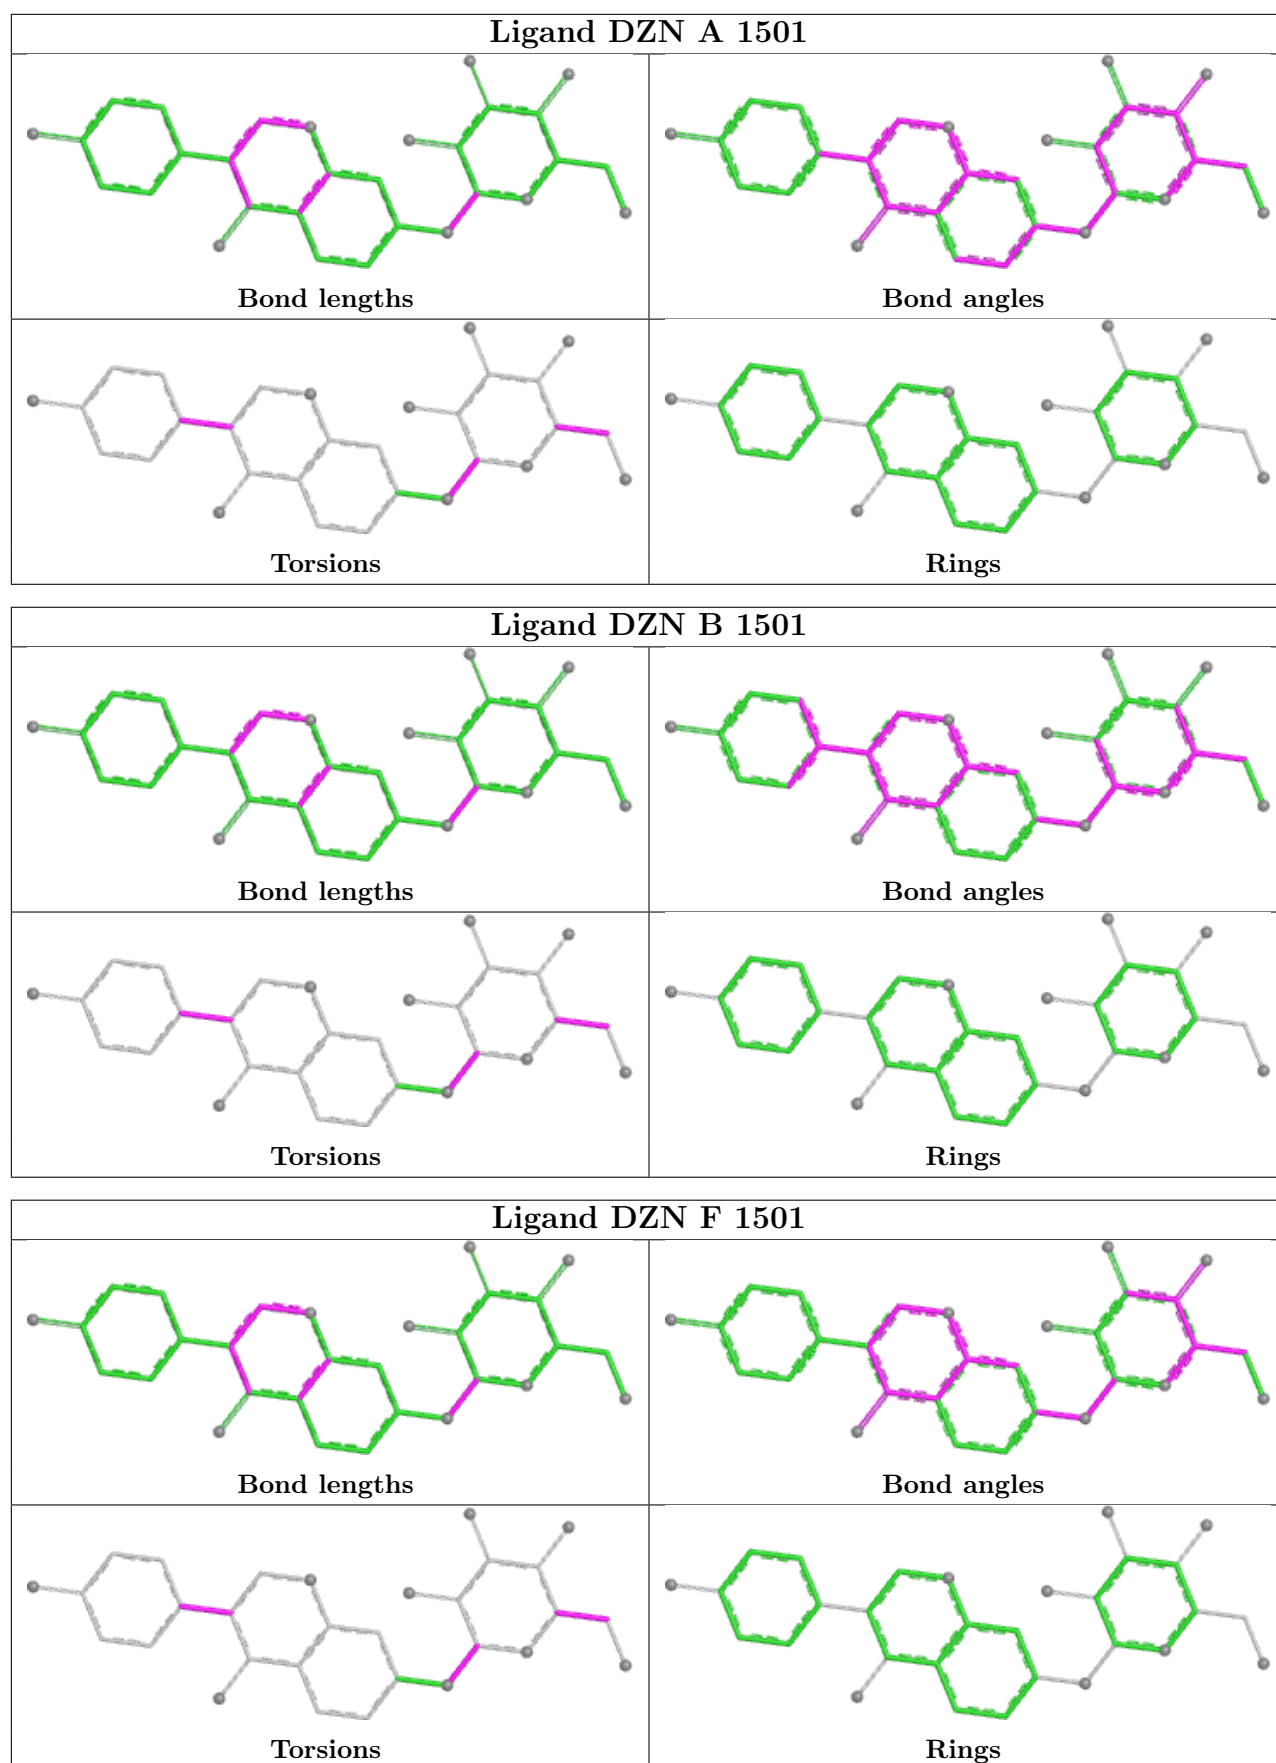 Ligand DZN A 1501
Bond lengths
Bond angles
Torsions
Rings
Ligand DZN B 1501
Bond lengths
Bond angles
Torsions
Rings
Ligand DZN F 1501
Bond lengths
Bond angles
Torsions
Rings